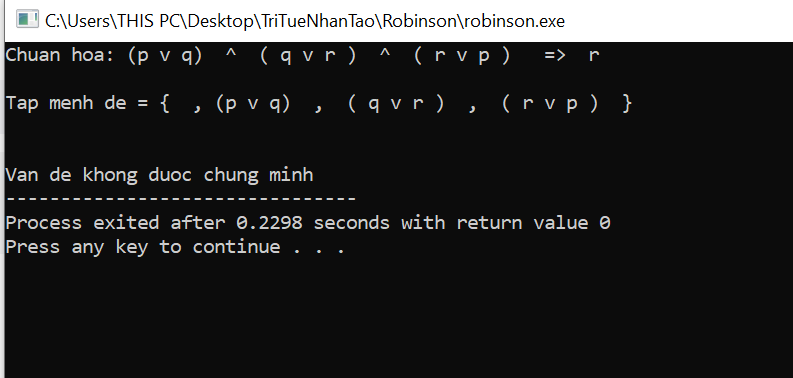 C:\Users\THIS PC\Desktop\TriTueNhanTao\Robinson\robinson.exe
Chuan hoa: (p v q)  ^  ( q v r )  ^  ( r v p )   =>  r
Tap menh de = {  , (p v q)  ,  ( q v r )  ,  ( r v p )  }
Van de khong duoc chung minh
--------------------------------
Process exited after 0.2298 seconds with return value 0
Press any key to continue . . .